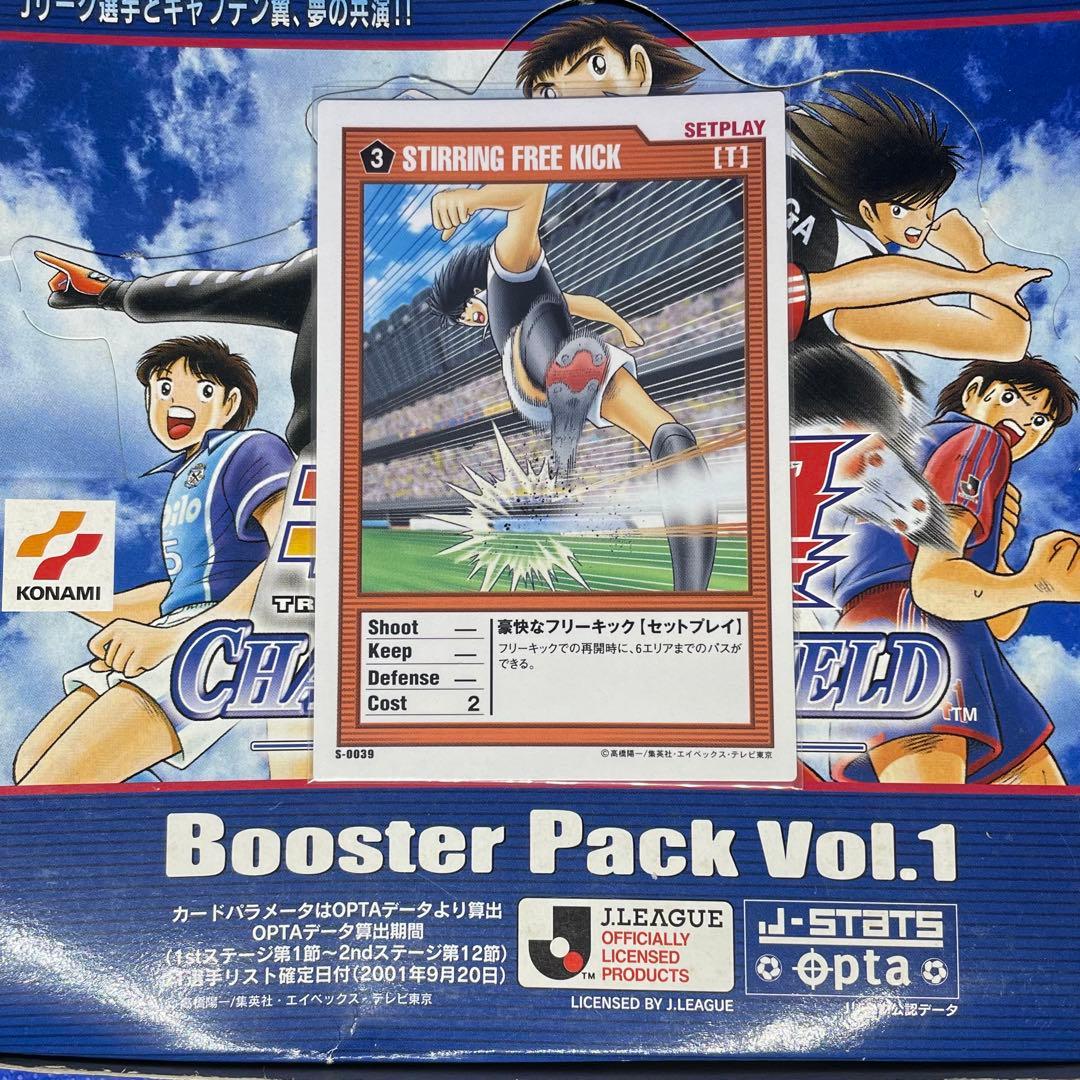 Jリーグ選手とキャプテン翼、夢の共演!!
SETPLAY
3 STIRRING FREE KICK [T]
GA
KONAMI
TR
CHA
ELD TM
Shoot —
Keep —
Defense —
Cost 2
豪快なフリーキック【セットプレイ】
フリーキックでの再開時に、6エリアまでのパスが
できる。
S-0039
©高橋陽一/集英社・エイベックス・テレビ東京
Booster Pack Vol.1
カードパラメータはOPTAデータより算出
OPTAデータ算出期間
(1stステージ第1節~2ndステージ第12節)
選手リスト確定日付(2001年9月20日)
高橋陽一/集英社・エイベックス・テレビ東京
J.LEAGUE
OFFICIALLY
LICENSED
PRODUCTS
TM
LICENSED BY J.LEAGUE
J-STATS
Opta
公認データ